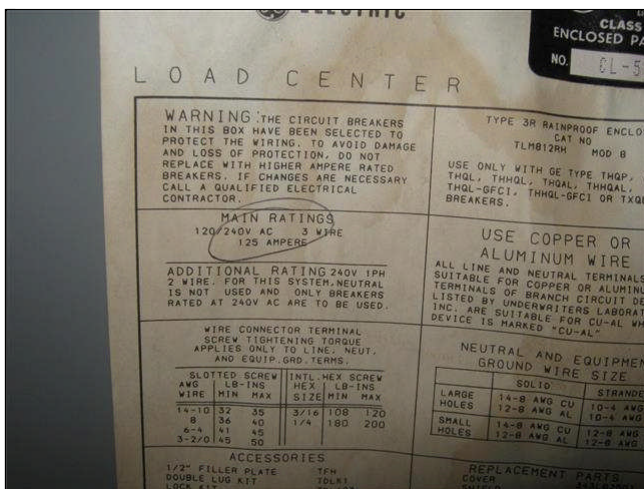 ELECTRIC
CLASS
ENCLOSED PA
NO. CL-5
LOAD CENTER
WARNING: THE CIRCUIT BREAKERS
IN THIS BOX HAVE BEEN SELECTED TO
PROTECT THE WIRING. TO AVOID DAMAGE
AND LOSS OF PROTECTION, DO NOT
REPLACE WITH HIGHER AMPERE RATED
BREAKERS. IF CHANGES ARE NECESSARY
CALL A QUALIFIED ELECTRICAL
CONTRACTOR.
MAIN RATINGS
120/240V AC 3 WIRE
125 AMPERE
ADDITIONAL RATING 240V 1PH
2 WIRE. FOR THIS SYSTEM, NEUTRAL
IS NOT USED AND ONLY BREAKERS
RATED AT 240V AC ARE TO BE USED.
WIRE CONNECTOR TERMINAL
SCREW TIGHTENING TORQUE
APPLIES ONLY TO LINE, NEUT.
AND EQUIP.GRD.TERMS.
SLOTTED SCREW INTL.HEX SCREW
AWG LB-INS HEX LB-INS
WIRE MIN MAX SIZE MIN MAX
14-10 32 35 3/16 108 120
8 36 40 1/4 180 200
6-4 41 45
3-2/0 45 50
ACCESSORIES
1/2" FILLER PLATE TFH
DOUBLE LUG KIT TDLK1
LOCK KIT
TYPE 3R RAINPROOF ENCLO
CAT NO
TLM812RH MOD 8
USE ONLY WITH GE TYPE THQP,
THQL, THHQL, THQAL, THHQAL,
THQL-GFCI, THHQL-GFCI OR TXQL
BREAKERS.
USE COPPER OR
ALUMINUM WIRE
ALL LINE AND NEUTRAL TERMINALS
SUITABLE FOR COPPER OR ALUMINU
TERMINALS OF BRANCH CIRCUIT DE
LISTED BY UNDERWRITERS LABORAT
INC. ARE SUITABLE FOR CU-AL WH
DEVICE IS MARKED "CU-AL"
NEUTRAL AND EQUIPMEN
GROUND WIRE SIZE
SOLID STRANDE
LARGE 14-8 AWG CU 10-4 AWG
HOLES 12-8 AWG AL 10-4 AWG
SMALL 14-8 AWG CU 12-8 AWG
HOLES 12-8 AWG AL 12-8 AWG
REPLACEMENT PARTS
COVER
SHIELD